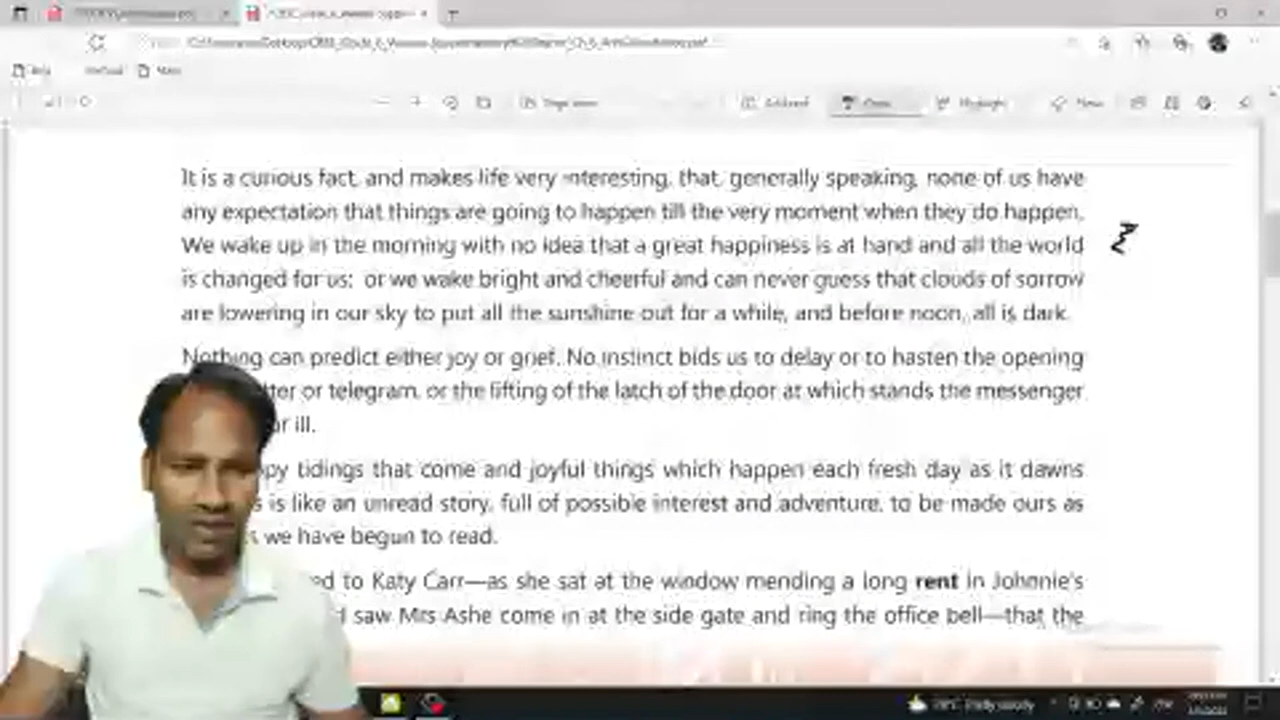 It is a curious fact, and makes life very interesting, that, generally speaking, none of us have
any expectation that things are going to happen till the very moment when they do happen.
We wake up in the morning with no idea that a great happiness is at hand and all the world
is changed for us; or we wake bright and cheerful and can never guess that clouds of sorrow
are lowering in our sky to put all the sunshine out for a while, and before noon, all is dark.
Nothing can predict either joy or grief. No instinct bids us to delay or to hasten the opening
or telegram, or the lifting of the latch of the door at which stands the messenger
or ill.
tidings that come and joyful things which happen each fresh day as it dawns
is like an unread story, full of possible interest and adventure, to be made ours as
we have begun to read.
to Katy Carr—as she sat at the window mending a long rent in Johnnie's
saw Mrs Ashe come in at the side gate and ring the office bell—that the